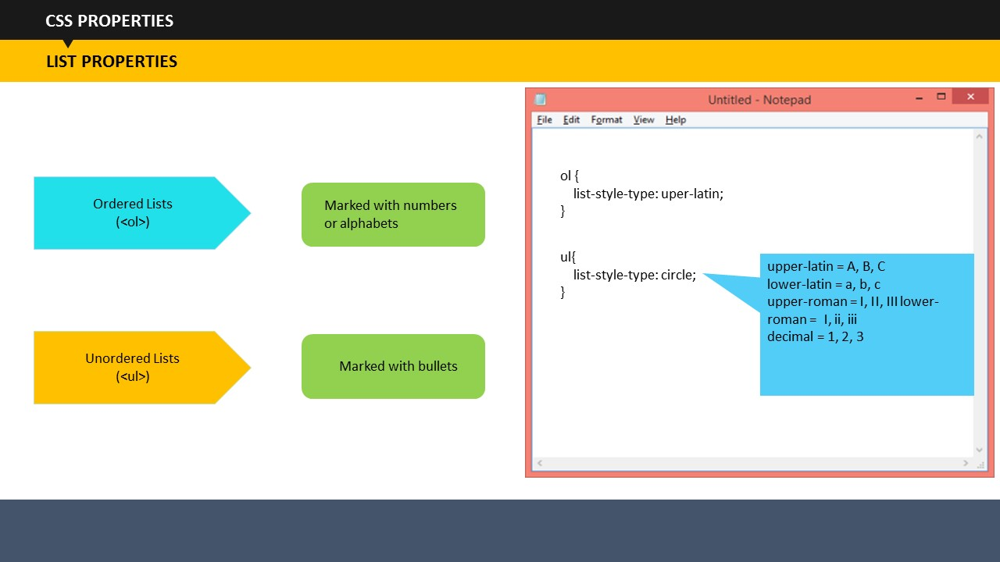 CSS PROPERTIES
LIST PROPERTIES
Ordered Lists
(<ol>)
Marked with numbers
or alphabets
Unordered Lists
(<ul>)
Marked with bullets
Untitled - Notepad
File Edit Format View Help
ol {
list-style-type: uper-latin;
}
ul{
list-style-type: circle;
}
upper-latin = A, B, C
lower-latin = a, b, c
upper-roman = I, II, III lower-
roman = I, ii, iii
decimal = 1, 2, 3